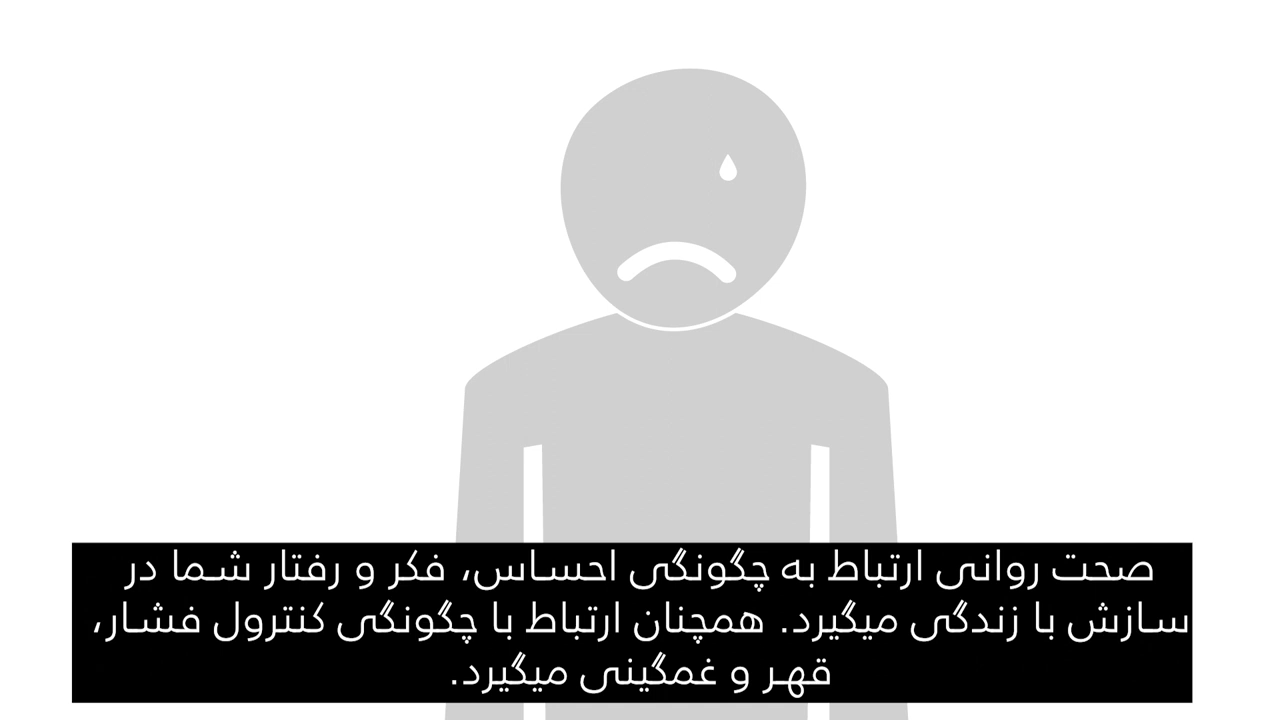 صحت روانی ارتباط به چگونگی احساس، فکر و رفتار شما در
سازش با زندگی میگیرد. همچنان ارتباط با چگونگی کنترول فشار،
قهر و غمگینی میگیرد.